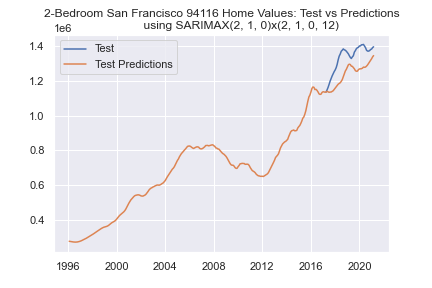 2-Bedroom San Francisco 94116 Home Values: Test vs Predictions
using SARIMAX(2, 1, 0)x(2, 1, 0, 12)
1e6
Test
Test Predictions
1.4
1.2
1.0
0.8
0.6
0.4
1996
2000
2004
2008
2012
2016
2020